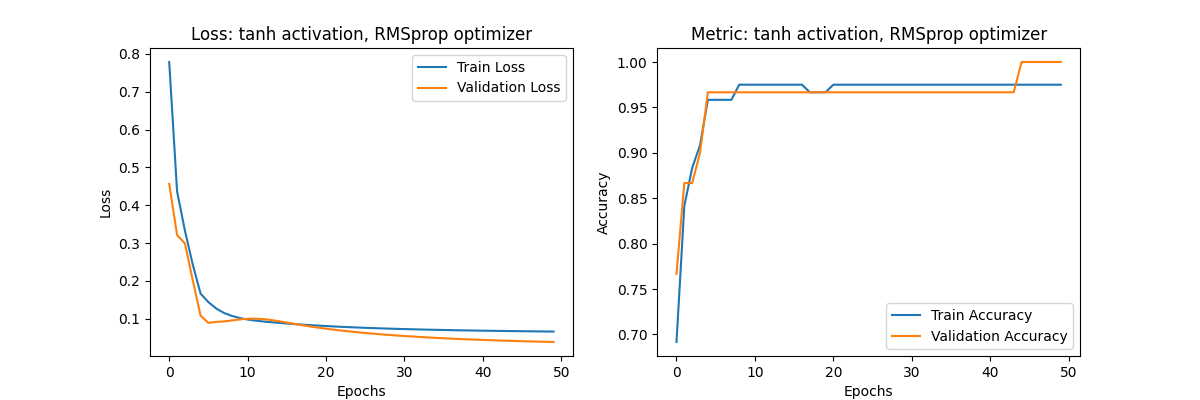 Loss: tanh activation, RMSprop optimizer
0.8
0.7
0.6
0.5
0.4
0.3
0.2
0.1
Loss
0
10
20
30
40
50
Epochs
Train Loss
Validation Loss
Metric: tanh activation, RMSprop optimizer
1.00
0.95
0.90
0.85
0.80
0.75
0.70
Accuracy
0
10
20
30
40
50
Epochs
Train Accuracy
Validation Accuracy